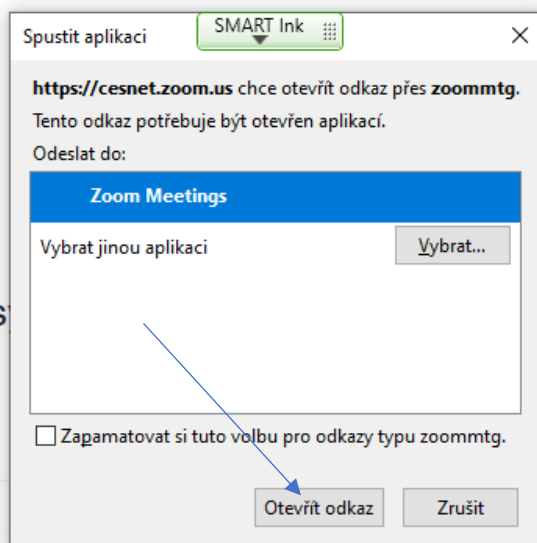 Spustit aplikaci
SMART Ink
https://cesnet.zoom.us chce otevřít odkaz přes zoommtg.
Tento odkaz potřebuje být otevřen aplikací.
Odeslat do:
Zoom Meetings
Vybrat jinou aplikaci
Vybrat...
Zapamatovat si tuto volbu pro odkazy typu zoommtg.
Otevřít odkaz
Zrušit